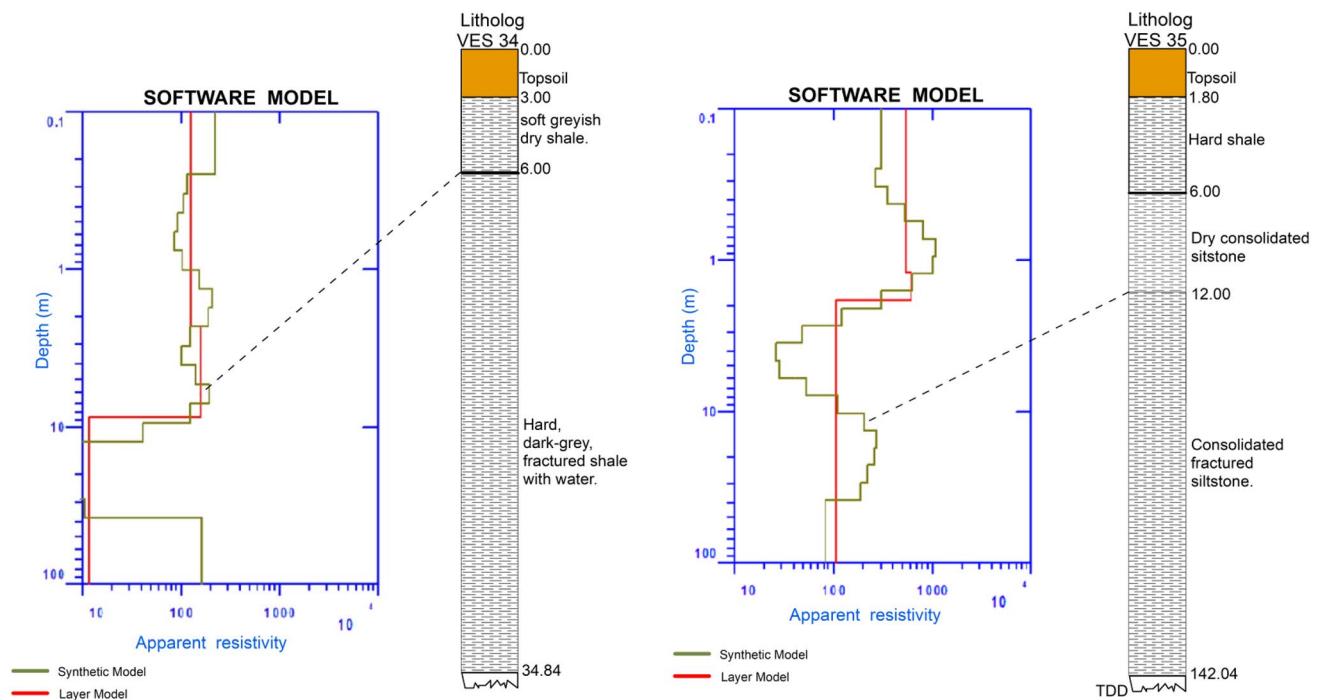 Litholog
VES 34
0.00
Topsoil
3.00
soft greyish
dry shale.
6.00
Hard,
dark-grey,
fractured shale
with water.
34.84
SOFTWARE MODEL
0.1
1
10
100
Depth (m)
10
100
1000
10 4
Apparent resistivity
Synthetic Model
Layer Model
Litholog
VES 35
0.00
Topsoil
1.80
Hard shale
6.00
Dry consolidated
sitstone
12.00
Consolidated
fractured
siltstone.
142.04
TDD
SOFTWARE MODEL
0.1
1
10
100
Depth (m)
10
100
1000
10 4
Apparent resistivity
Synthetic Model
Layer Model